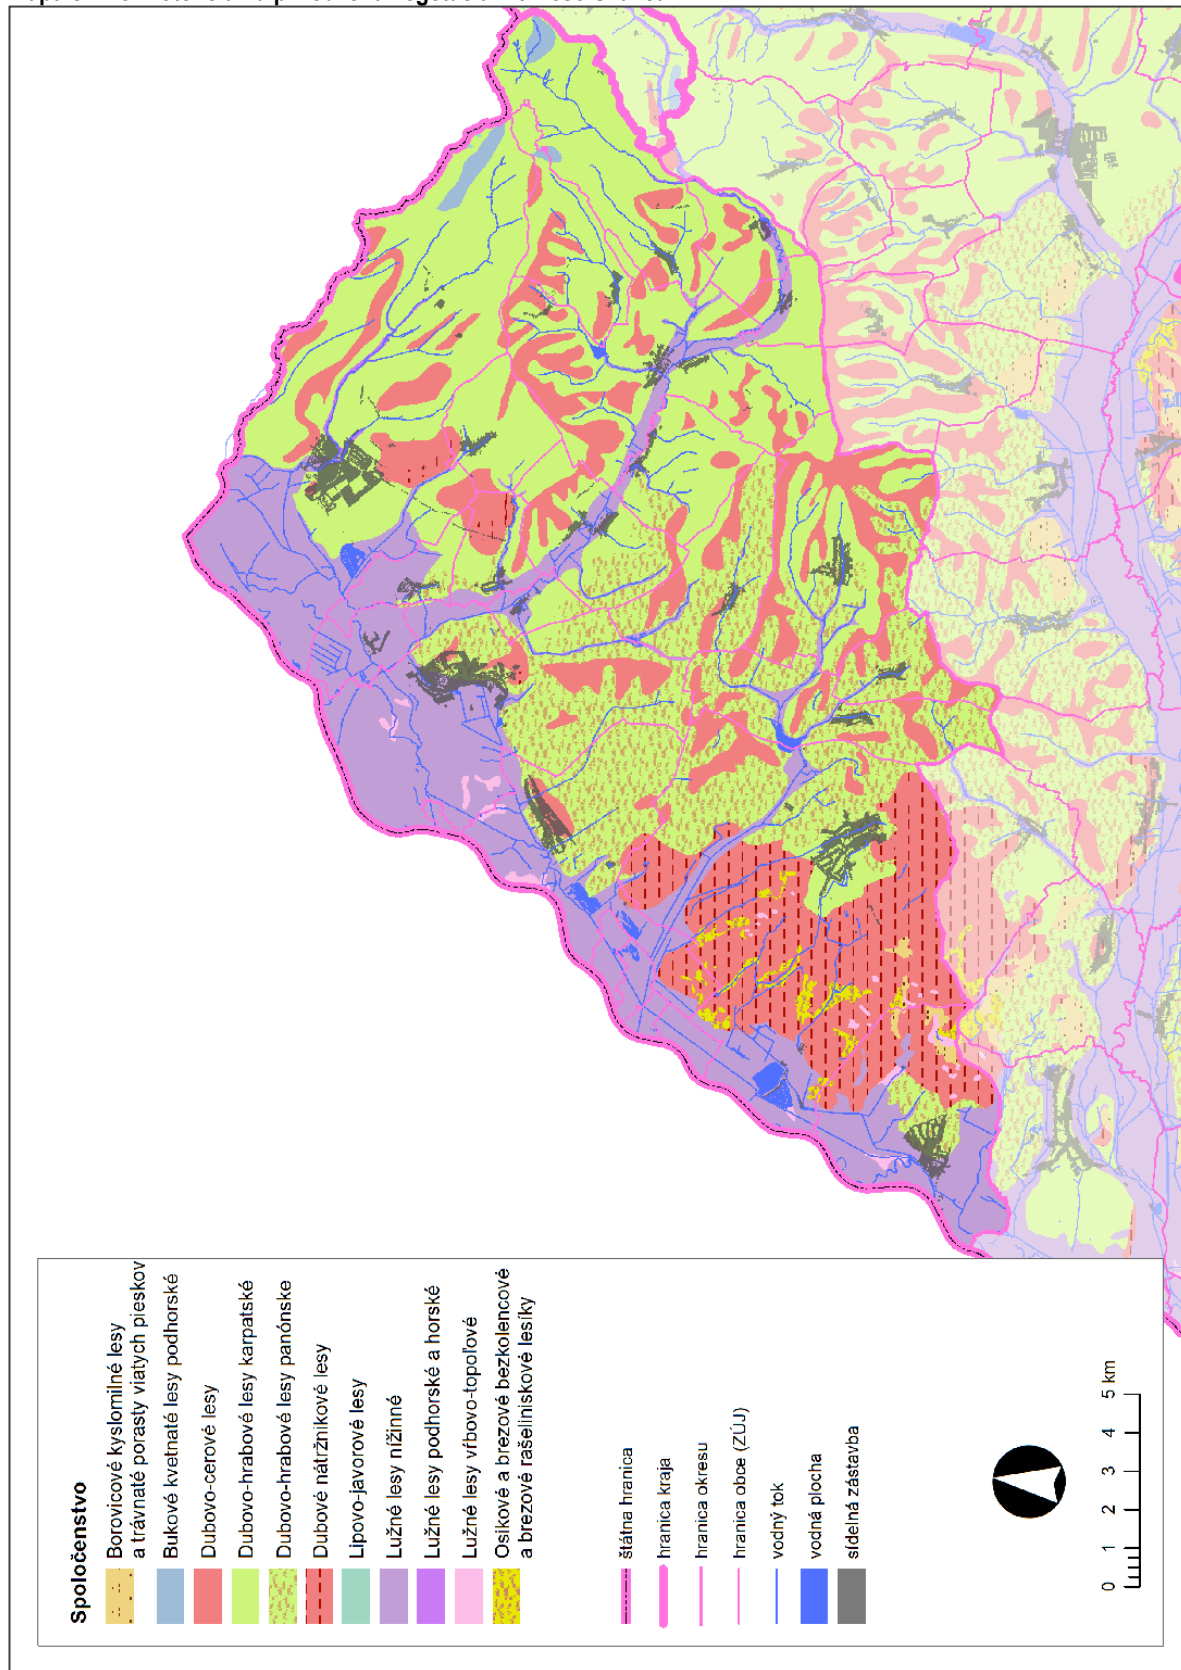 Spoločenstvo
Borovicové kyslomilné lesy
a trávnaté porasty viatych pieskov
Bukové kvetnaté lesy podhorské
Dubovo-cerové lesy
Dubovo-hrabové lesy karpatské
Dubovo-hrabové lesy panónske
Dubové nátržníkové lesy
Lipovo-javorové lesy
Lužné lesy nížinné
Lužné lesy podhorské a horské
Lužné lesy vŕbovo-topoľové
Osikové a brezové bezkolencové
a brezové rašeliniskové lesíky
štátna hranica
hranica kraja
hranica okresu
hranica obce (ZÚJ)
vodný tok
vodná plocha
sídelná zástavba
0 1 2 3 4 5 km